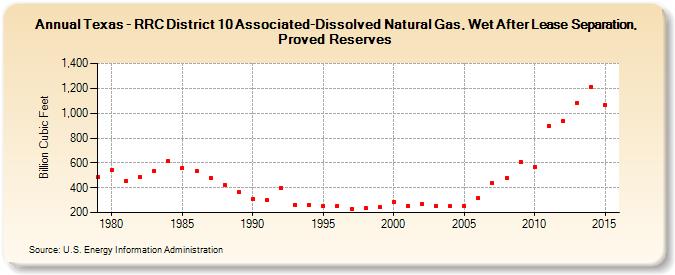 Annual Texas - RRC District 10 Associated-Dissolved Natural Gas, Wet After Lease Separation,
Proved Reserves
Billion Cubic Feet
1,400
1,200
1,000
800
600
400
200
1980 1985 1990 1995 2000 2005 2010 2015
Source: U.S. Energy Information Administration